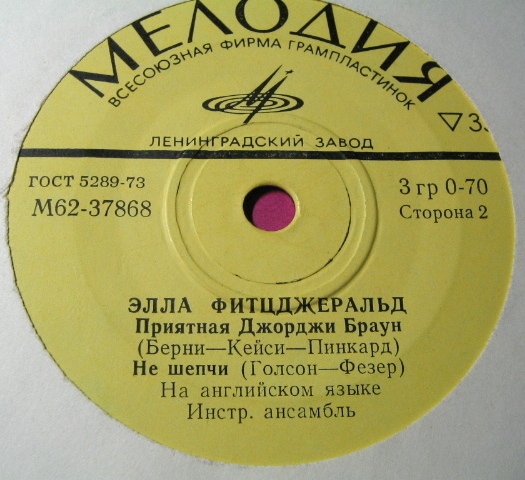 МЕЛОДИЯ
ВСЕСОЮЗНАЯ ФИРМА ГРАМПЛАСТИНОК
ЛЕНИНГРАДСКИЙ ЗАВОД
ГОСТ 5289-73
М62-37868
3 гр 0-70
Сторона 2
ЭЛЛА ФИТЦДЖЕРАЛЬД
Приятная Джорджи Браун
(Берни—Кейси—Пинкард)
Не шепчи (Голсон—Фезер)
На английском языке
Инстр. ансамбль